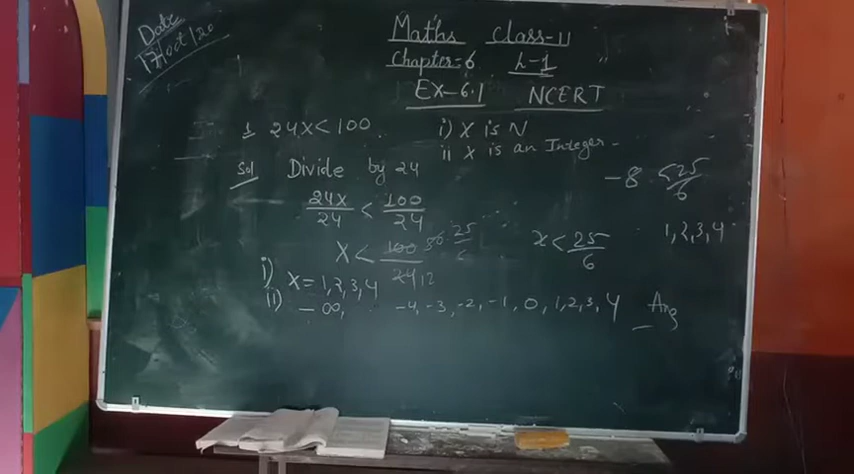 Date
17/oct/20
Maths Class-11
Chapter-6 L-1
Ex-6.1 NCERT
1 24x<100 i) x is N
ii x is an Integer-
Sol Divide by 24
24x/24 < 100/24
-8 <25/6
x< 100/24 50/12 25/6
x<25/6
1,2,3,4
i) x=1,2,3,4
ii) -∞, -4,-3,-2,-1,0,1,2,3,4 Ans